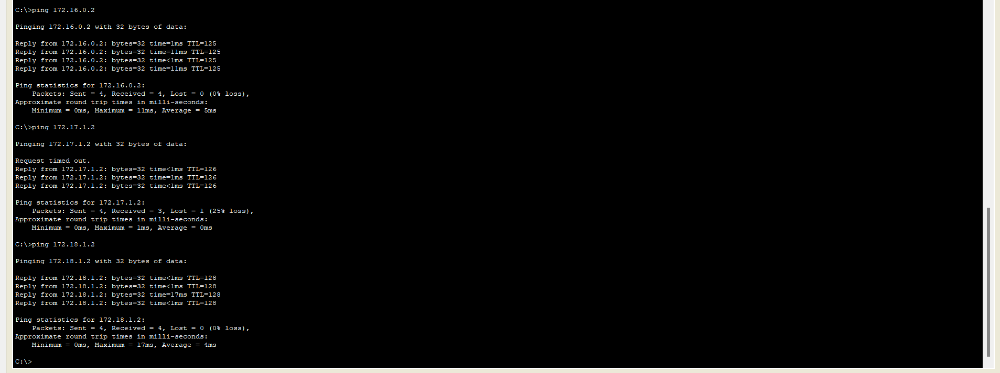 C:\>ping 172.16.0.2
Pinging 172.16.0.2 with 32 bytes of data:
Reply from 172.16.0.2: bytes=32 time=1ms TTL=125
Reply from 172.16.0.2: bytes=32 time=11ms TTL=125
Reply from 172.16.0.2: bytes=32 time<1ms TTL=125
Reply from 172.16.0.2: bytes=32 time=11ms TTL=125
Ping statistics for 172.16.0.2:
    Packets: Sent = 4, Received = 4, Lost = 0 (0% loss),
Approximate round trip times in milli-seconds:
    Minimum = 0ms, Maximum = 11ms, Average = 5ms
C:\>ping 172.17.1.2
Pinging 172.17.1.2 with 32 bytes of data:
Request timed out.
Reply from 172.17.1.2: bytes=32 time<1ms TTL=126
Reply from 172.17.1.2: bytes=32 time=1ms TTL=126
Reply from 172.17.1.2: bytes=32 time<1ms TTL=126
Ping statistics for 172.17.1.2:
    Packets: Sent = 4, Received = 3, Lost = 1 (25% loss),
Approximate round trip times in milli-seconds:
    Minimum = 0ms, Maximum = 1ms, Average = 0ms
C:\>ping 172.18.1.2
Pinging 172.18.1.2 with 32 bytes of data:
Reply from 172.18.1.2: bytes=32 time<1ms TTL=128
Reply from 172.18.1.2: bytes=32 time<1ms TTL=128
Reply from 172.18.1.2: bytes=32 time=17ms TTL=128
Reply from 172.18.1.2: bytes=32 time<1ms TTL=128
Ping statistics for 172.18.1.2:
    Packets: Sent = 4, Received = 4, Lost = 0 (0% loss),
Approximate round trip times in milli-seconds:
    Minimum = 0ms, Maximum = 17ms, Average = 4ms
C:\>